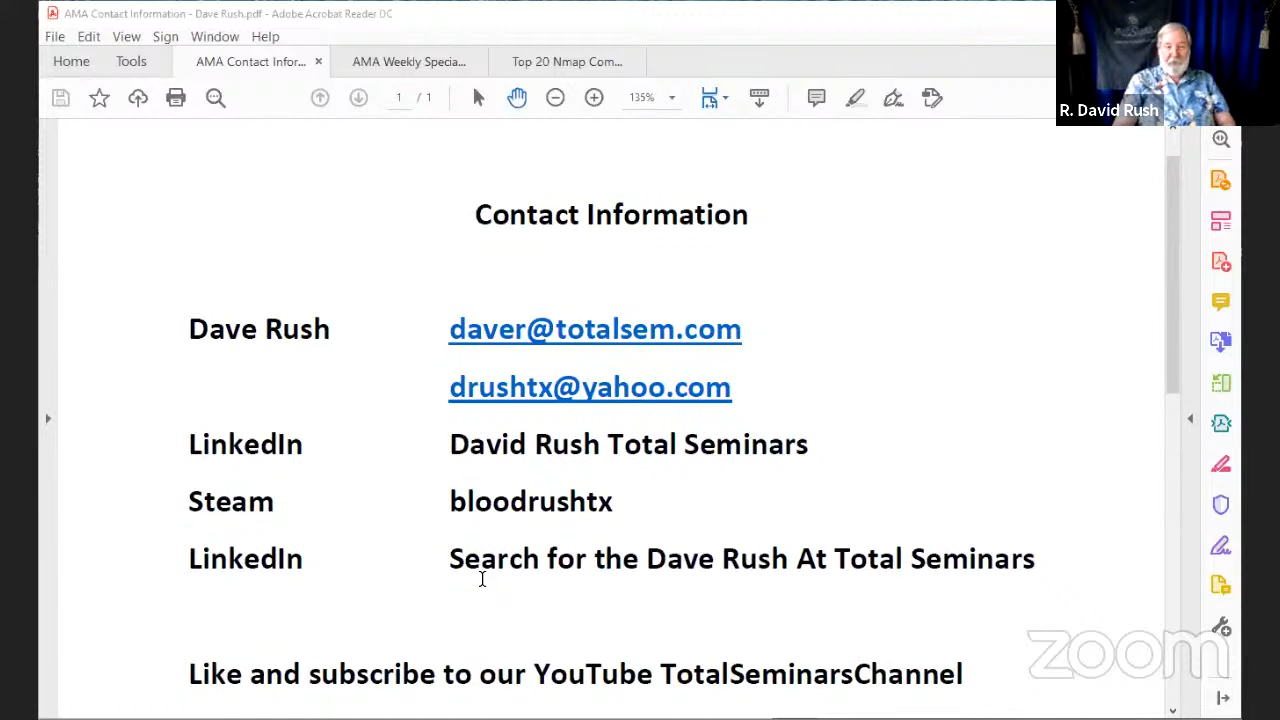 AMA Contact Information - Dave Rush.pdf - Adobe Acrobat Reader DC
File Edit View Sign Window Help
Home Tools AMA Contact Infor... × AMA Weekly Specia... Top 20 Nmap Com...
1 / 1 135%
R. David Rush
Contact Information
Dave Rush daver@totalsem.com
drushtx@yahoo.com
LinkedIn David Rush Total Seminars
Steam bloodrushtx
LinkedIn Search for the Dave Rush At Total Seminars
Like and subscribe to our YouTube TotalSeminarsChannel
zoom